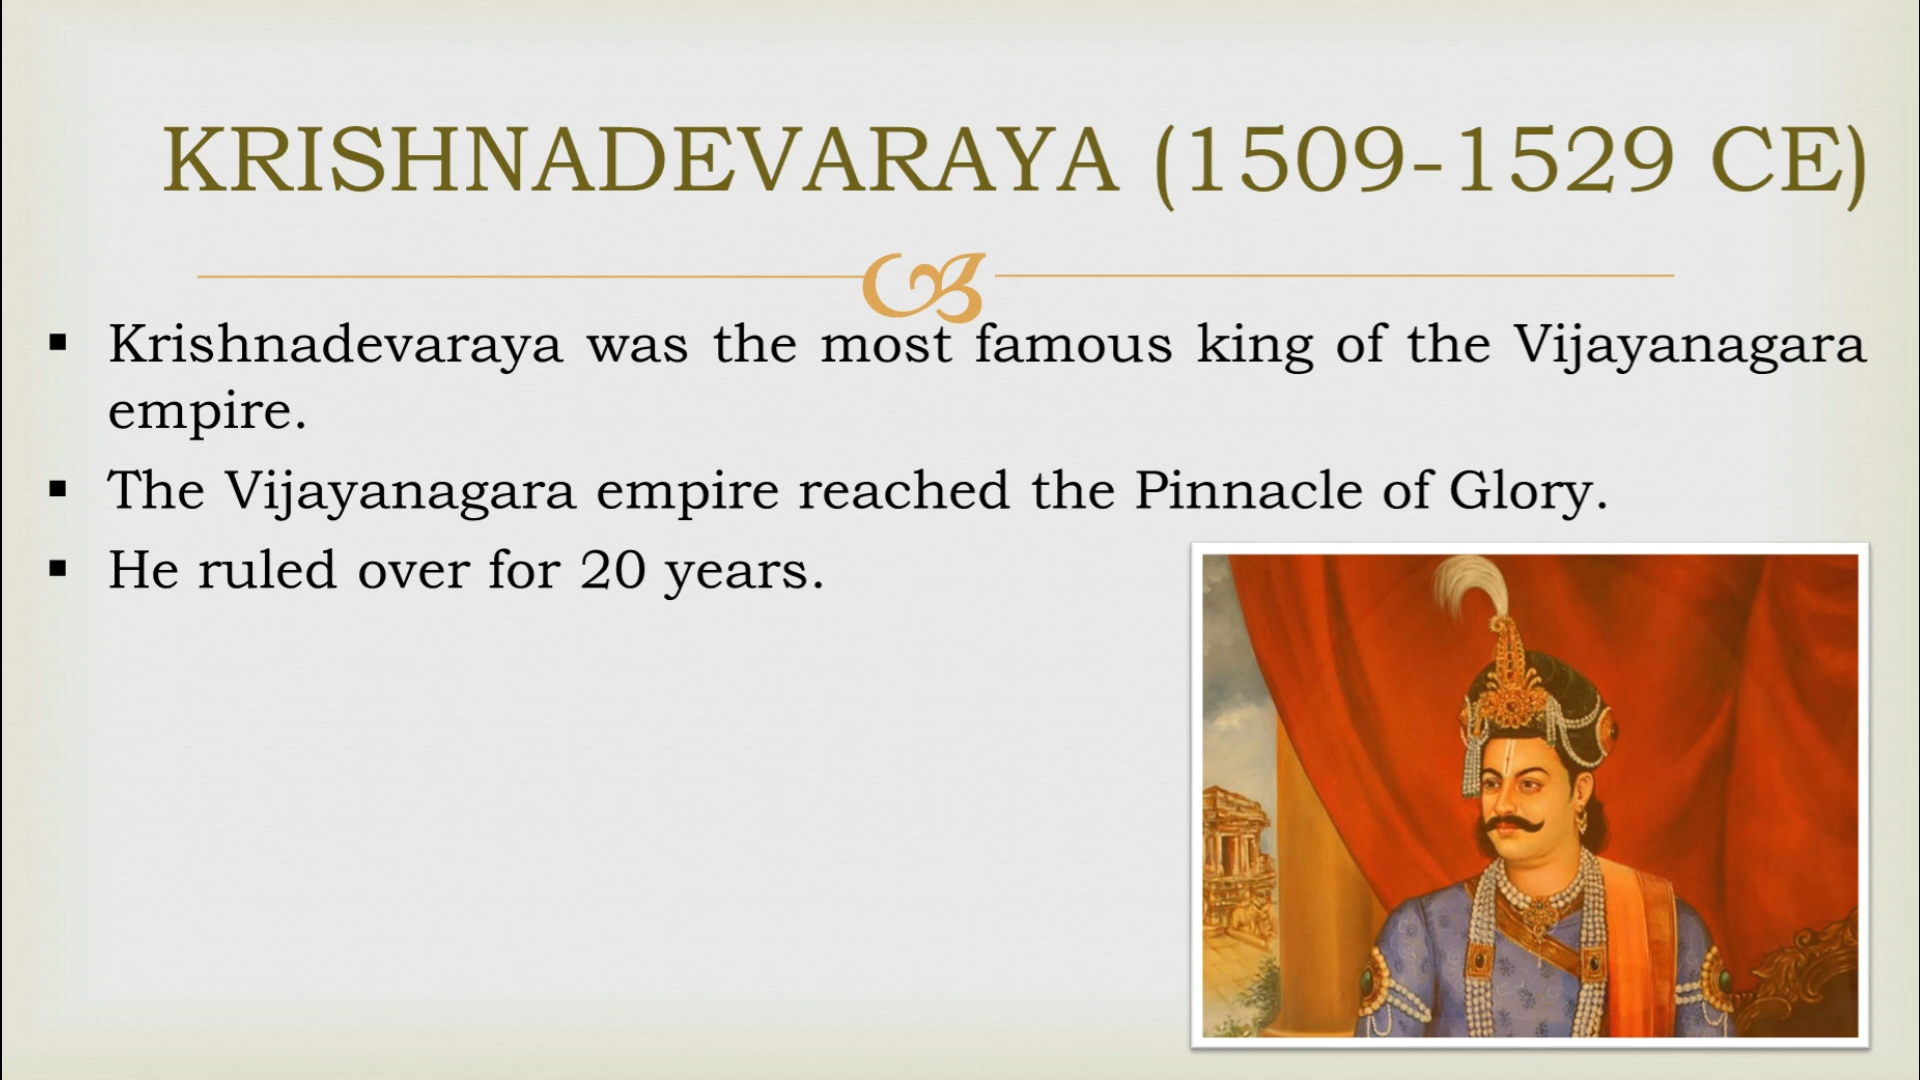 KRISHNADEVARAYA (1509-1529 CE)
▪ Krishnadevaraya was the most famous king of the Vijayanagara
empire.
▪ The Vijayanagara empire reached the Pinnacle of Glory.
▪ He ruled over for 20 years.